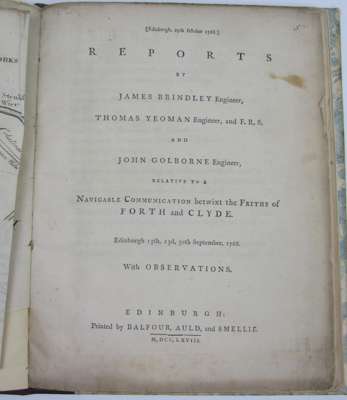 [Edinburgh, 29th October 1768.]
REPORTS
BY
JAMES BRINDLEY Engineer,
THOMAS YEOMAN Engineer, and F. R. S.
AND
JOHN GOLBORNE Engineer,
RELATIVE TO A
NAVIGABLE COMMUNICATION betwixt the FRITHS of
FORTH and CLYDE.
Edinburgh 13th, 23d, 30th September, 1768.
With OBSERVATIONS.
EDINBURGH:
Printed by BALFOUR, AULD, and SMELLIE.
M,DCC,LXVIII.